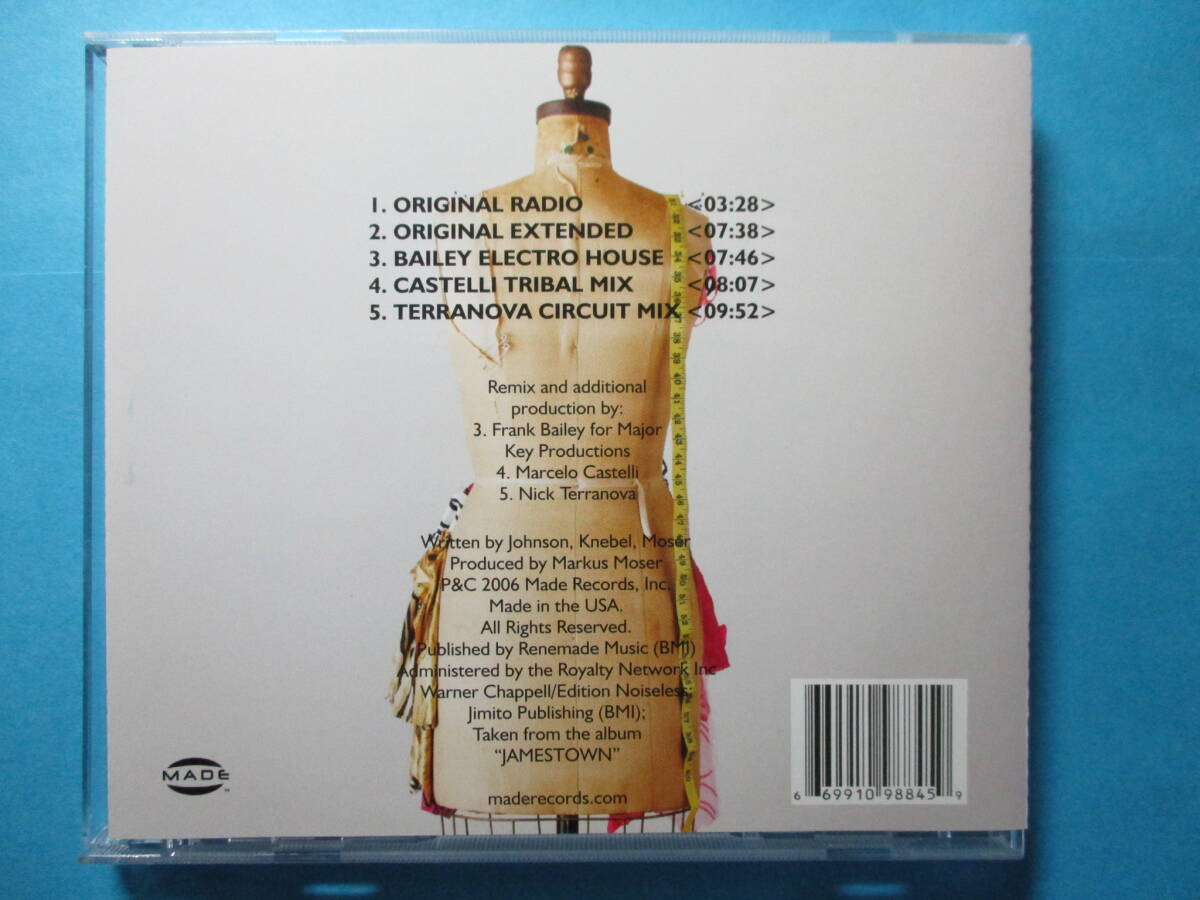 1. ORIGINAL RADIO <03:28>
2. ORIGINAL EXTENDED <07:38>
3. BAILEY ELECTRO HOUSE <07:46>
4. CASTELLI TRIBAL MIX <08:07>
5. TERRANOVA CIRCUIT MIX <09:52>
Remix and additional
production by:
3. Frank Bailey for Major
Key Productions
4. Marcelo Castelli
5. Nick Terranova
Written by Johnson, Knebel, Moser
Produced by Markus Moser
P&C 2006 Made Records, Inc.
Made in the USA.
All Rights Reserved.
Published by Renemade Music (BMI)
Administered by the Royalty Network Inc
Warner Chappell/Edition Noiseless;
Jimito Publishing (BMI);
Taken from the album
“JAMESTOWN”
maderecords.com
MADE™
6 69910 98845 9